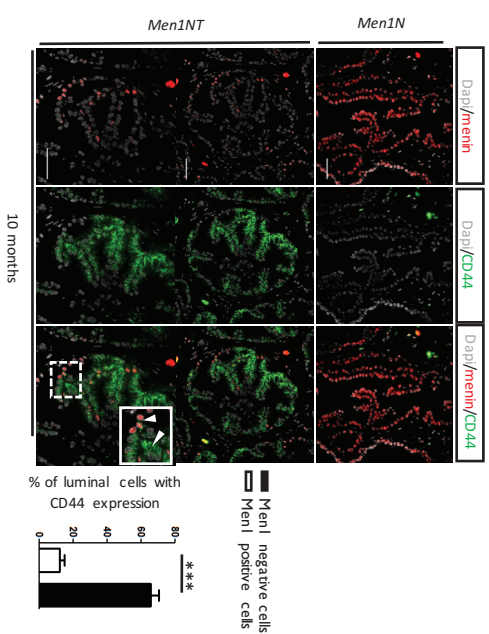 Men1NT
Men1N
Dapi/menin
Dapi/CD44
Dapi/menin/CD44
10 months
% of luminal cells with
CD44 expression
0
20
40
60
80
***
Men1 negative cells
Men1 positive cells